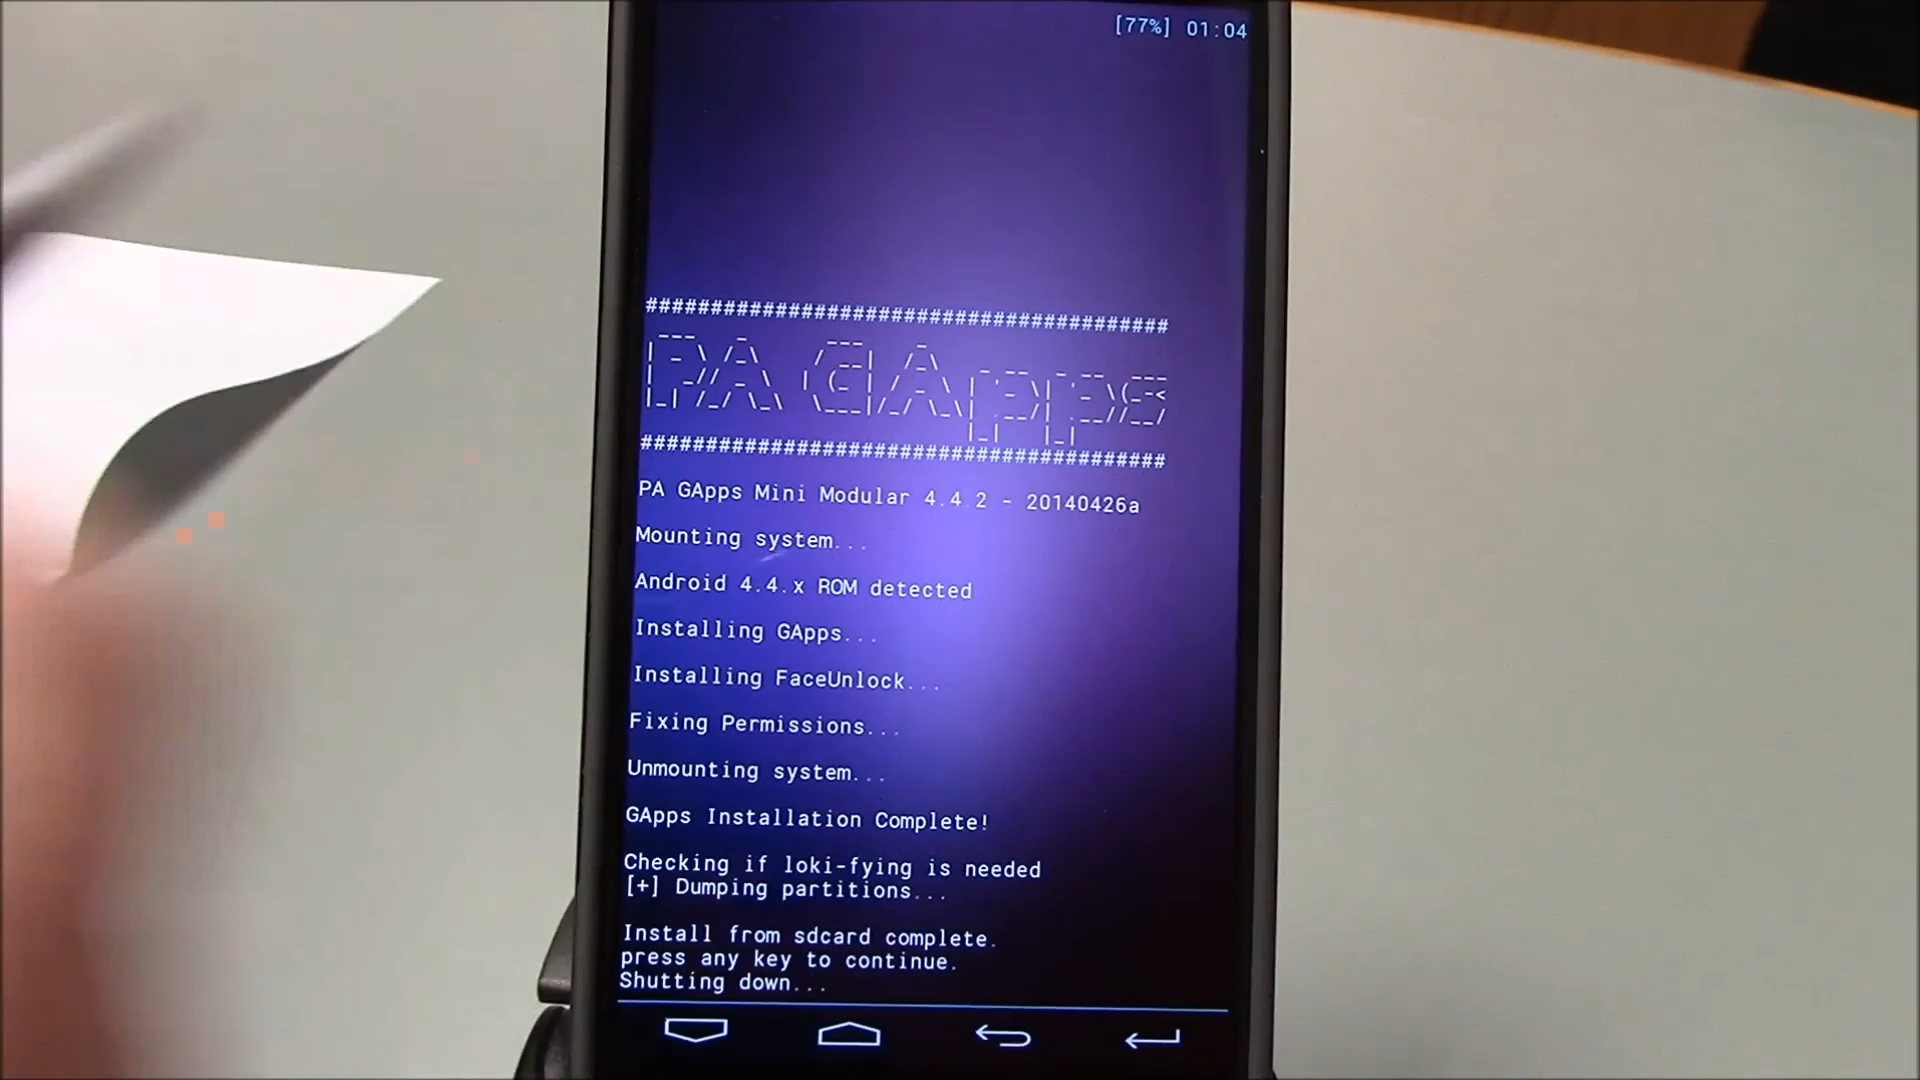 [77%] 01:04
########################################
PA GApps
########################################
PA GApps Mini Modular 4.4.2 - 20140426a
Mounting system...
Android 4.4.x ROM detected
Installing GApps...
Installing FaceUnlock...
Fixing Permissions...
Unmounting system...
GApps Installation Complete!
Checking if loki-fying is needed
[+] Dumping partitions...
Install from sdcard complete.
press any key to continue.
Shutting down...